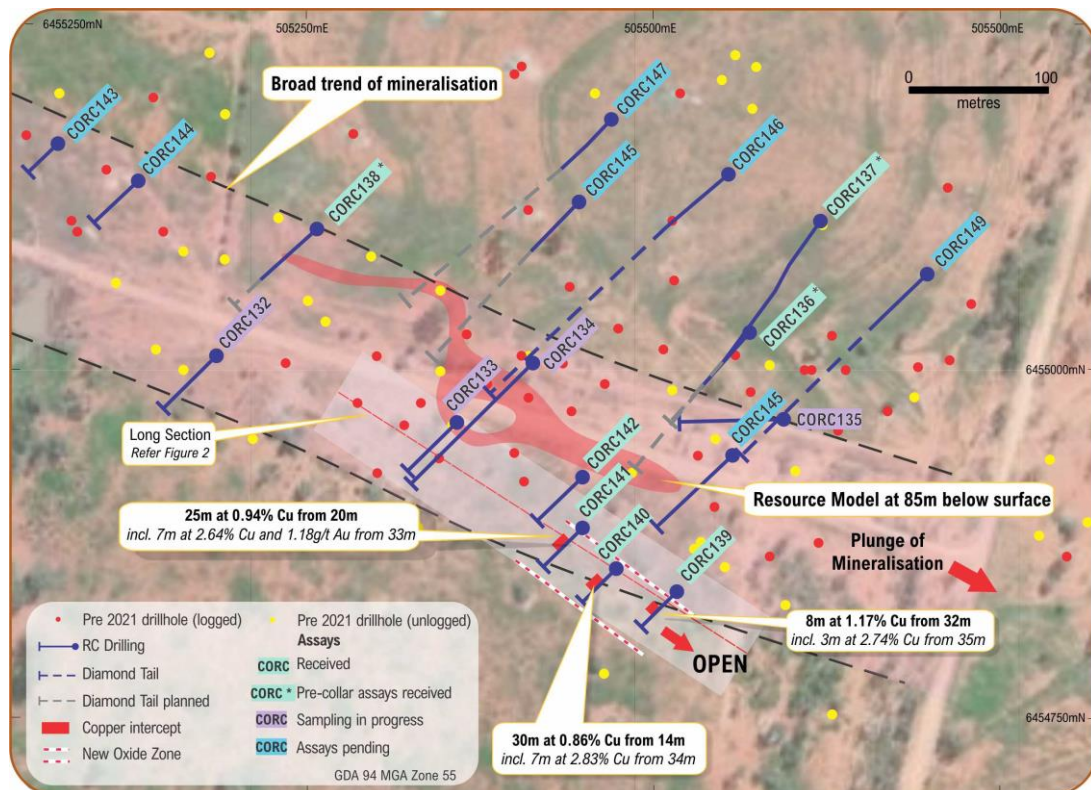 6455250mN
505250mE
505500mE
505500mE
Broad trend of mineralisation
0 100
metres
CORC143
CORC144
CORC138*
CORC147
CORC145
CORC146
CORC137*
CORC149
CORC136*
CORC132
CORC134
CORC133
6455000mN
CORC135
CORC145
CORC142
CORC141
CORC140
CORC139
Long Section
Refer Figure 2
Resource Model at 85m below surface
25m at 0.94% Cu from 20m
incl. 7m at 2.64% Cu and 1.18g/t Au from 33m
Plunge of
Mineralisation
8m at 1.17% Cu from 32m
incl. 3m at 2.74% Cu from 35m
OPEN
30m at 0.86% Cu from 14m
incl. 7m at 2.83% Cu from 34m
6454750mN
Pre 2021 drillhole (logged)
RC Drilling
Diamond Tail
Diamond Tail planned
Copper intercept
New Oxide Zone
Pre 2021 drillhole (unlogged)
Assays
CORC Received
CORC * Pre-collar assays received
CORC Sampling in progress
CORC Assays pending
GDA 94 MGA Zone 55